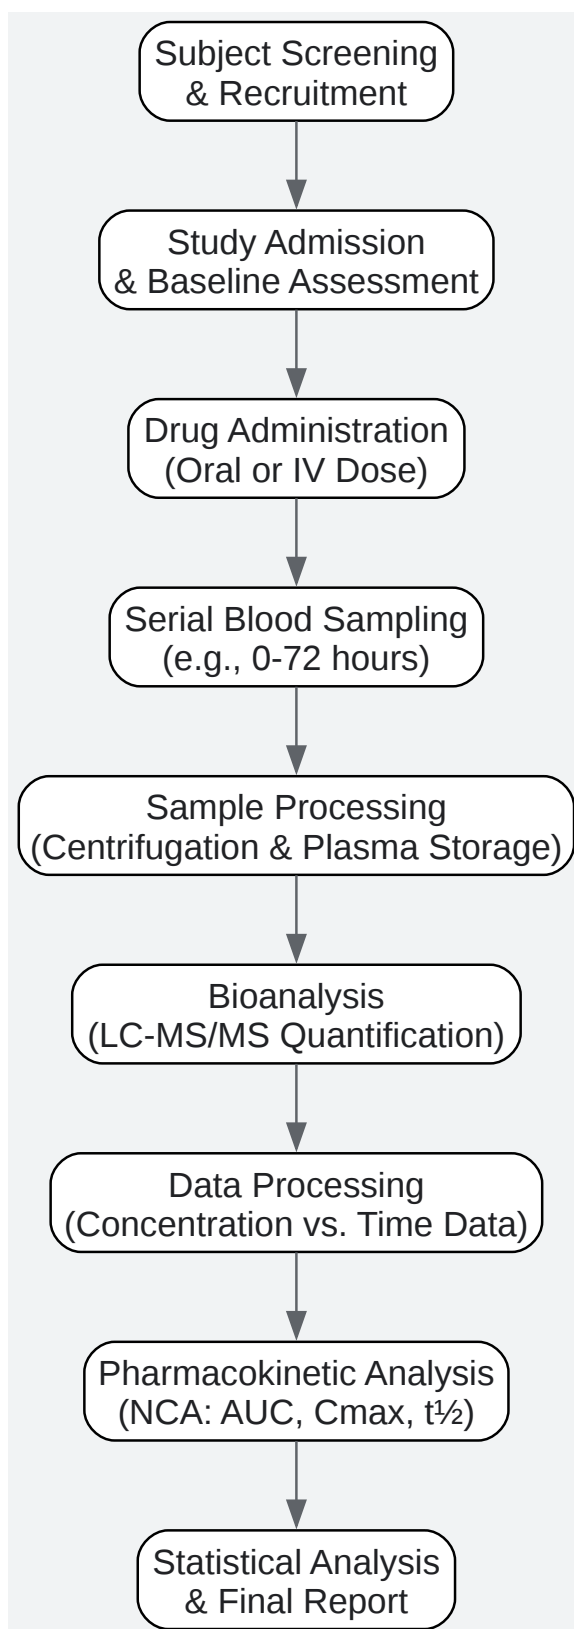 Subject Screening
& Recruitment
Study Admission
& Baseline Assessment
Drug Administration
(Oral or IV Dose)
Serial Blood Sampling
(e.g., 0-72 hours)
Sample Processing
(Centrifugation & Plasma Storage)
Bioanalysis
(LC-MS/MS Quantification)
Data Processing
(Concentration vs. Time Data)
Pharmacokinetic Analysis
(NCA: AUC, Cmax, t½)
Statistical Analysis
& Final Report